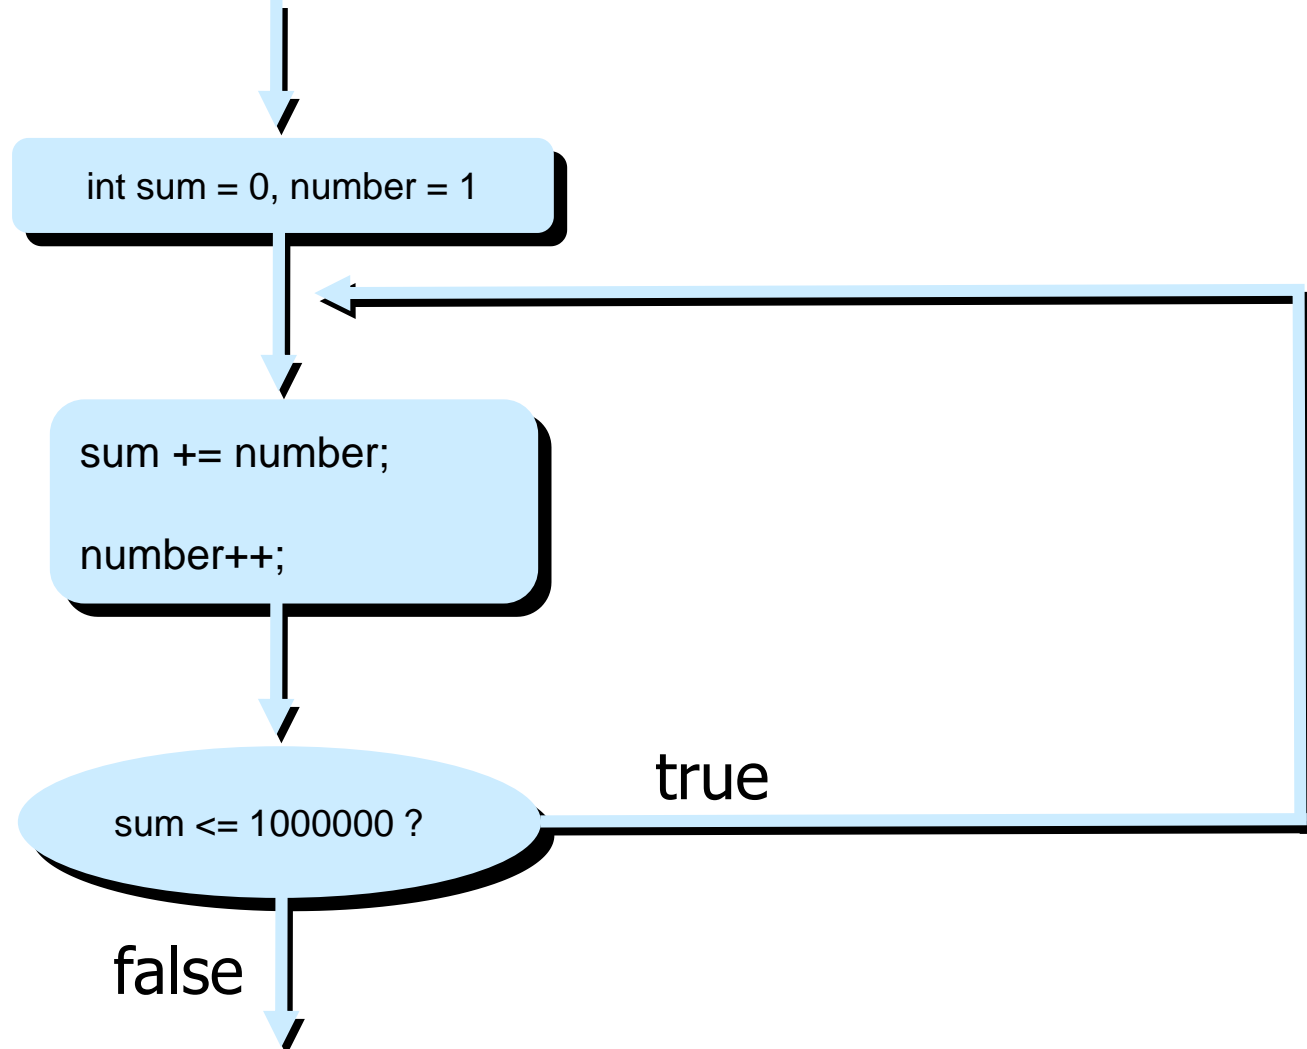 int sum = 0, number = 1
sum += number;
number++;
sum <= 1000000 ?
true
false